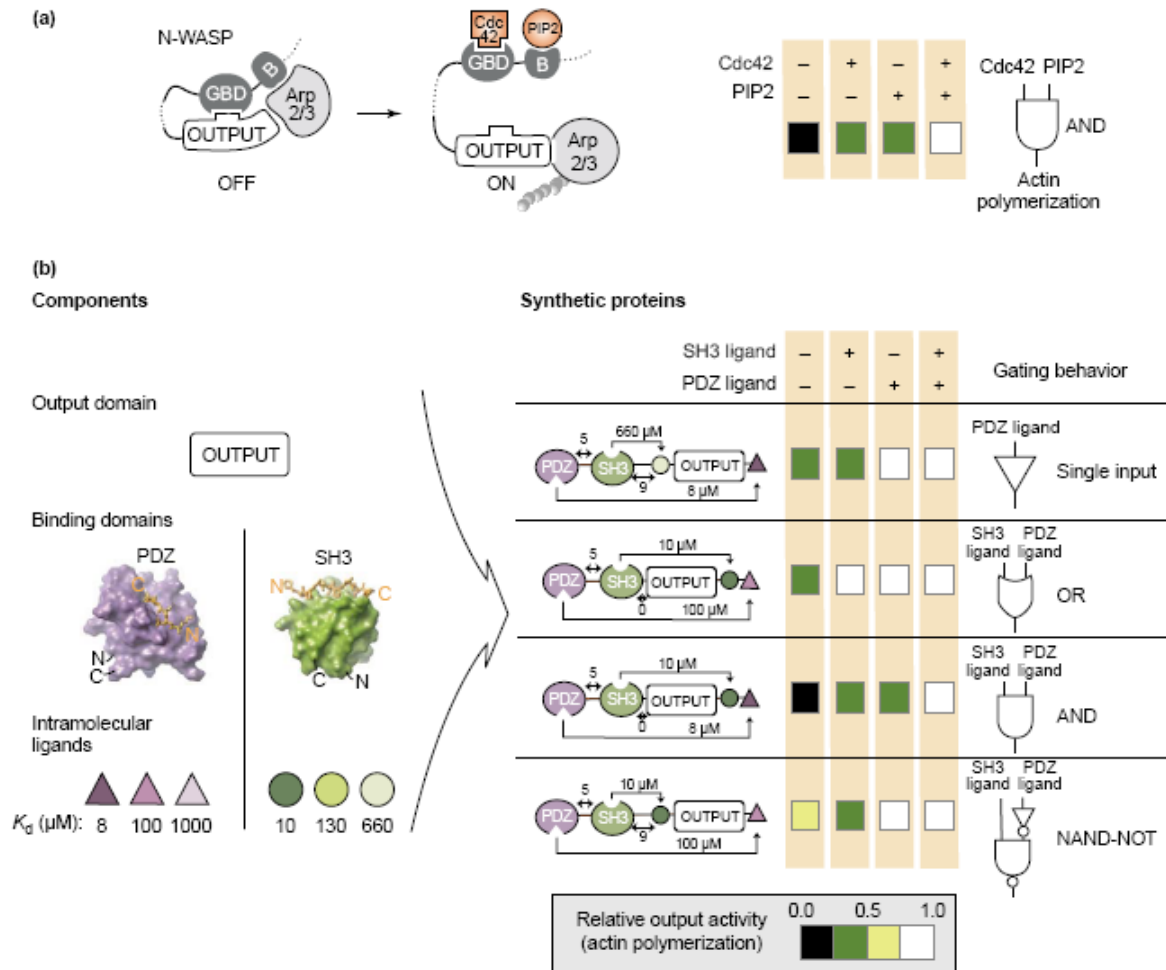 (a)
N-WASP
B
GBD
Arp
2/3
OUTPUT
OFF
Cdc
42
PIP2
GBD
B
OUTPUT
Arp
2/3
ON
Cdc42 – + – +
PIP2 – – + +
Cdc42 PIP2
AND
Actin
polymerization
(b)
Components
Output domain
OUTPUT
Binding domains
PDZ
C
N
N
C
SH3
N
C
C
N
Intramolecular
ligands
Kd (µM): 8 100 1000 10 130 660
Synthetic proteins
SH3 ligand – + – +
PDZ ligand – – + +
Gating behavior
660 µM
5
PDZ SH3 OUTPUT
9
8 µM
PDZ ligand
Single input
10 µM
5
PDZ SH3 OUTPUT
0
100 µM
SH3 PDZ
ligand ligand
OR
10 µM
5
PDZ SH3 OUTPUT
0
8 µM
SH3 PDZ
ligand ligand
AND
10 µM
5
PDZ SH3 OUTPUT
9
100 µM
SH3 PDZ
ligand ligand
NAND-NOT
Relative output activity
(actin polymerization)
0.0 0.5 1.0